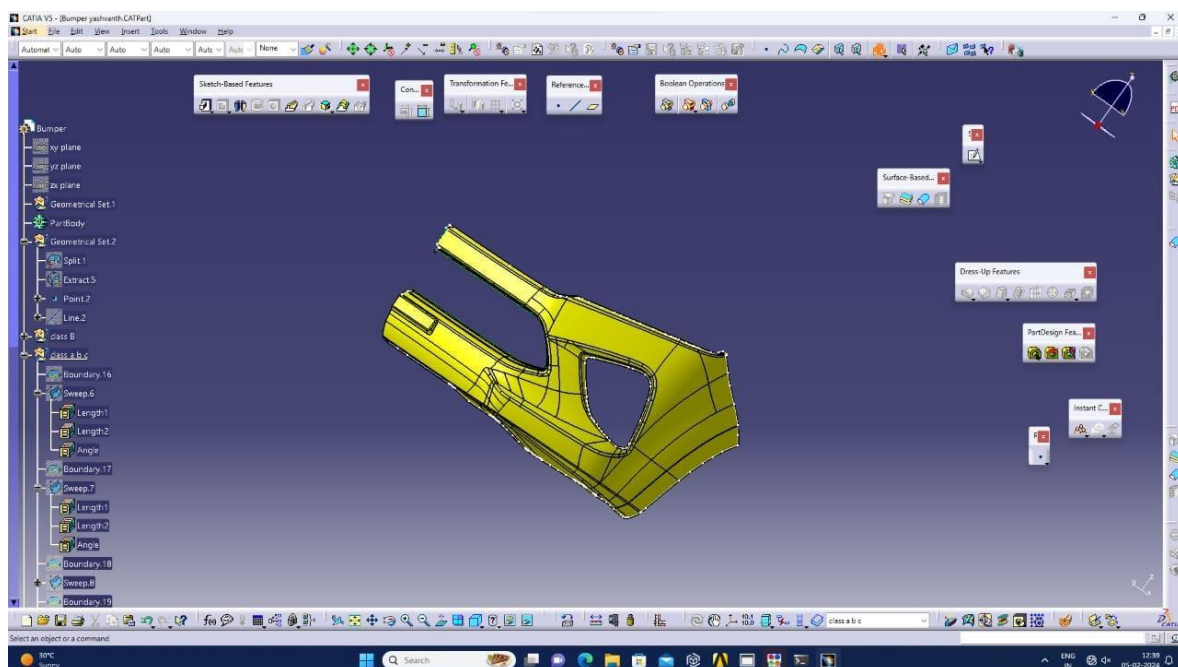 CATIA V5 - [Bumper yashvanth.CATPart]
Start File Edit View Insert Tools Window Help
Automat Auto Auto Auto Aut None
Sketch-Based Features
Con...
Transformation Fe...
Reference...
Boolean Operations
Surface-Based...
Dress-Up Features
PartDesign Fea...
Instant C...
Bumper
xy plane
yz plane
zx plane
Geometrical Set.1
PartBody
Geometrical Set.2
Split.1
Extract.5
Point.2
Line.2
class B
class a b c
Boundary.16
Sweep.6
Length1
Length2
Angle
Boundary.17
Sweep.7
Length1
Length2
Angle
Boundary.18
Sweep.8
Boundary.19
class a b c
Select an object or a command
30°C
Sunny
Search
ENG
IN
12:39
05-02-2024